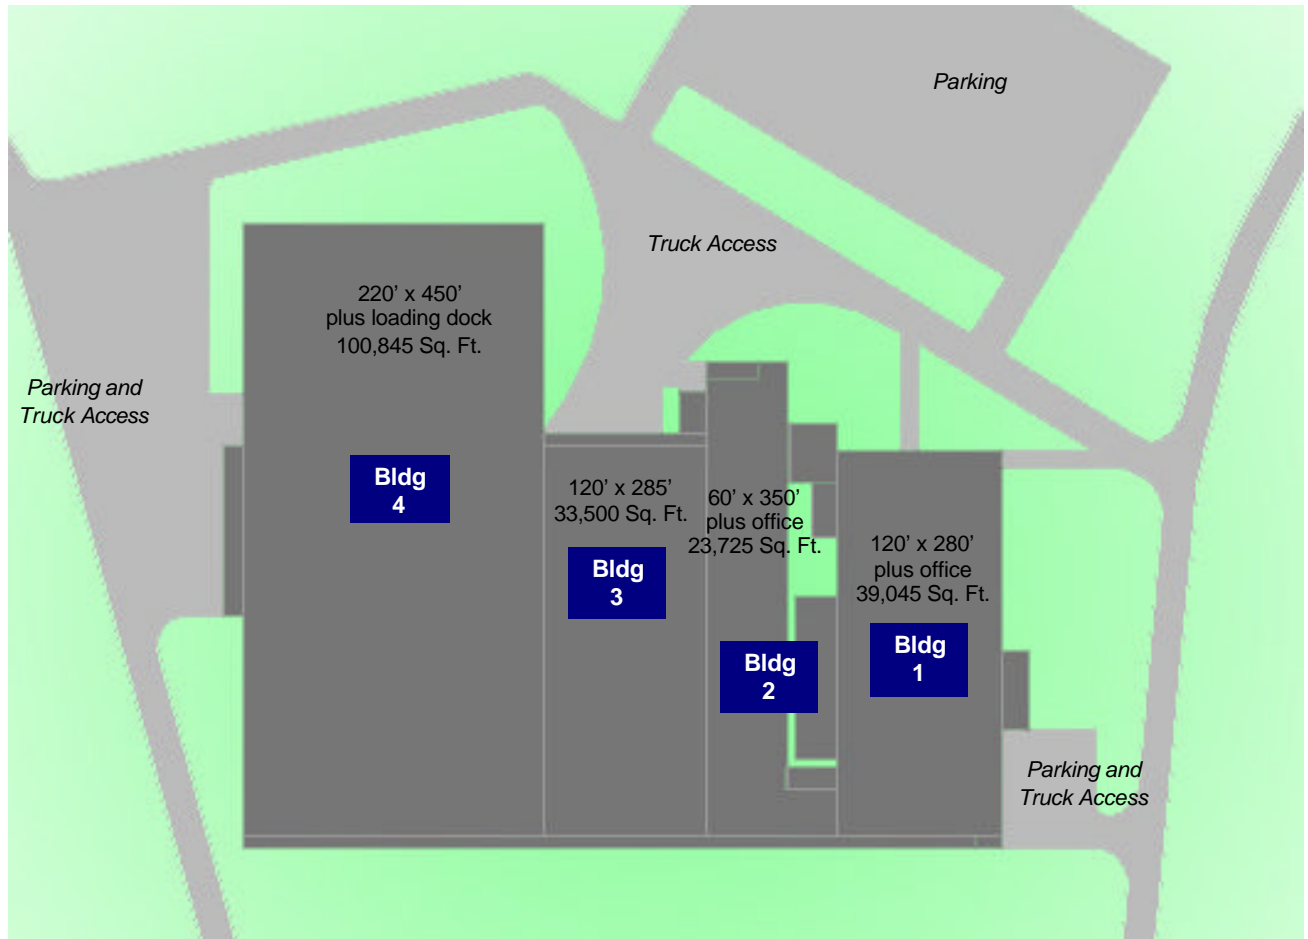 Parking
Truck Access
220’ x 450’
plus loading dock
100,845 Sq. Ft.
Parking and
Truck Access
Bldg
4
120’ x 285’
33,500 Sq. Ft.
Bldg
3
60’ x 350’
plus office
23,725 Sq. Ft.
Bldg
2
120’ x 280’
plus office
39,045 Sq. Ft.
Bldg
1
Parking and
Truck Access